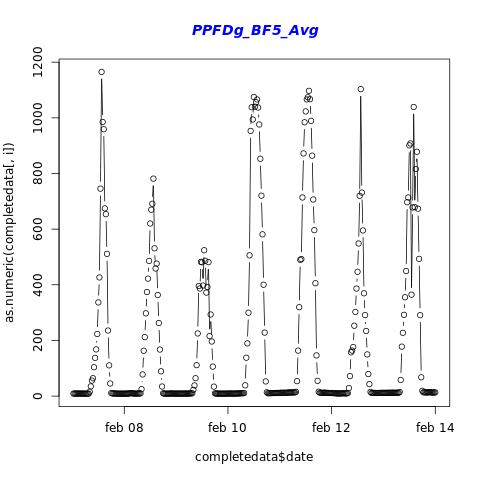 PPFDg_BF5_Avg
as.numeric(completedata[, i])
1200
1000
800
600
400
200
0
feb 08
feb 10
feb 12
feb 14
completedata$date